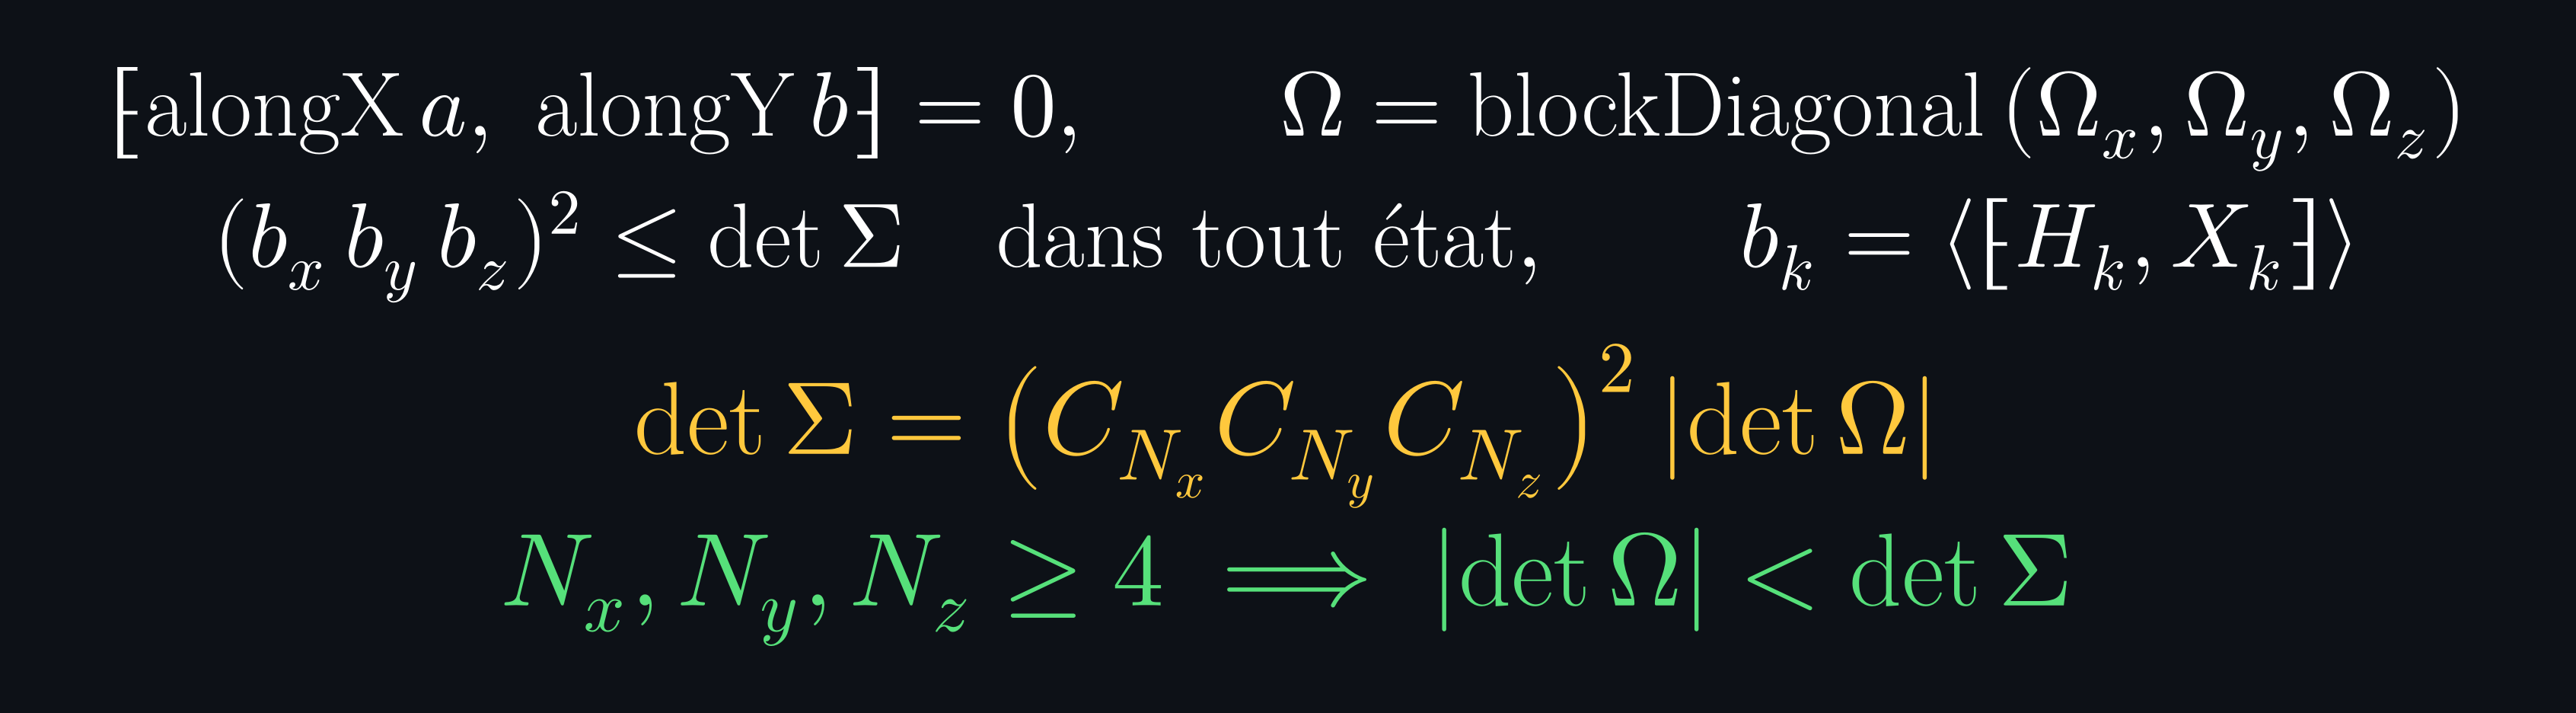 ⁅alongX a, alongY b⁆ = 0, Ω = blockDiagonal (Ω_x, Ω_y, Ω_z)
(b_x b_y b_z)² ≤ det Σ dans tout état, b_k = ⟨⁅H_k, X_k⁆⟩
det Σ = (C_{N_x} C_{N_y} C_{N_z})² |det Ω|
N_x, N_y, N_z ≥ 4 ⟹ |det Ω| < det Σ